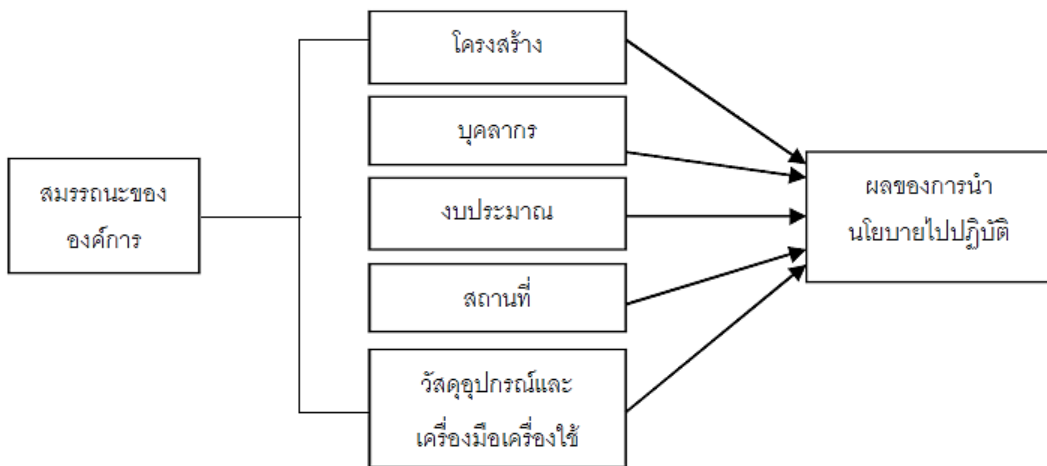 สมรรถนะของ
องค์การ
โครงสร้าง
บุคลากร
งบประมาณ
สถานที่
วัสดุอุปกรณ์และ
เครื่องมือเครื่องใช้
ผลของการนำ
นโยบายไปปฏิบัติ